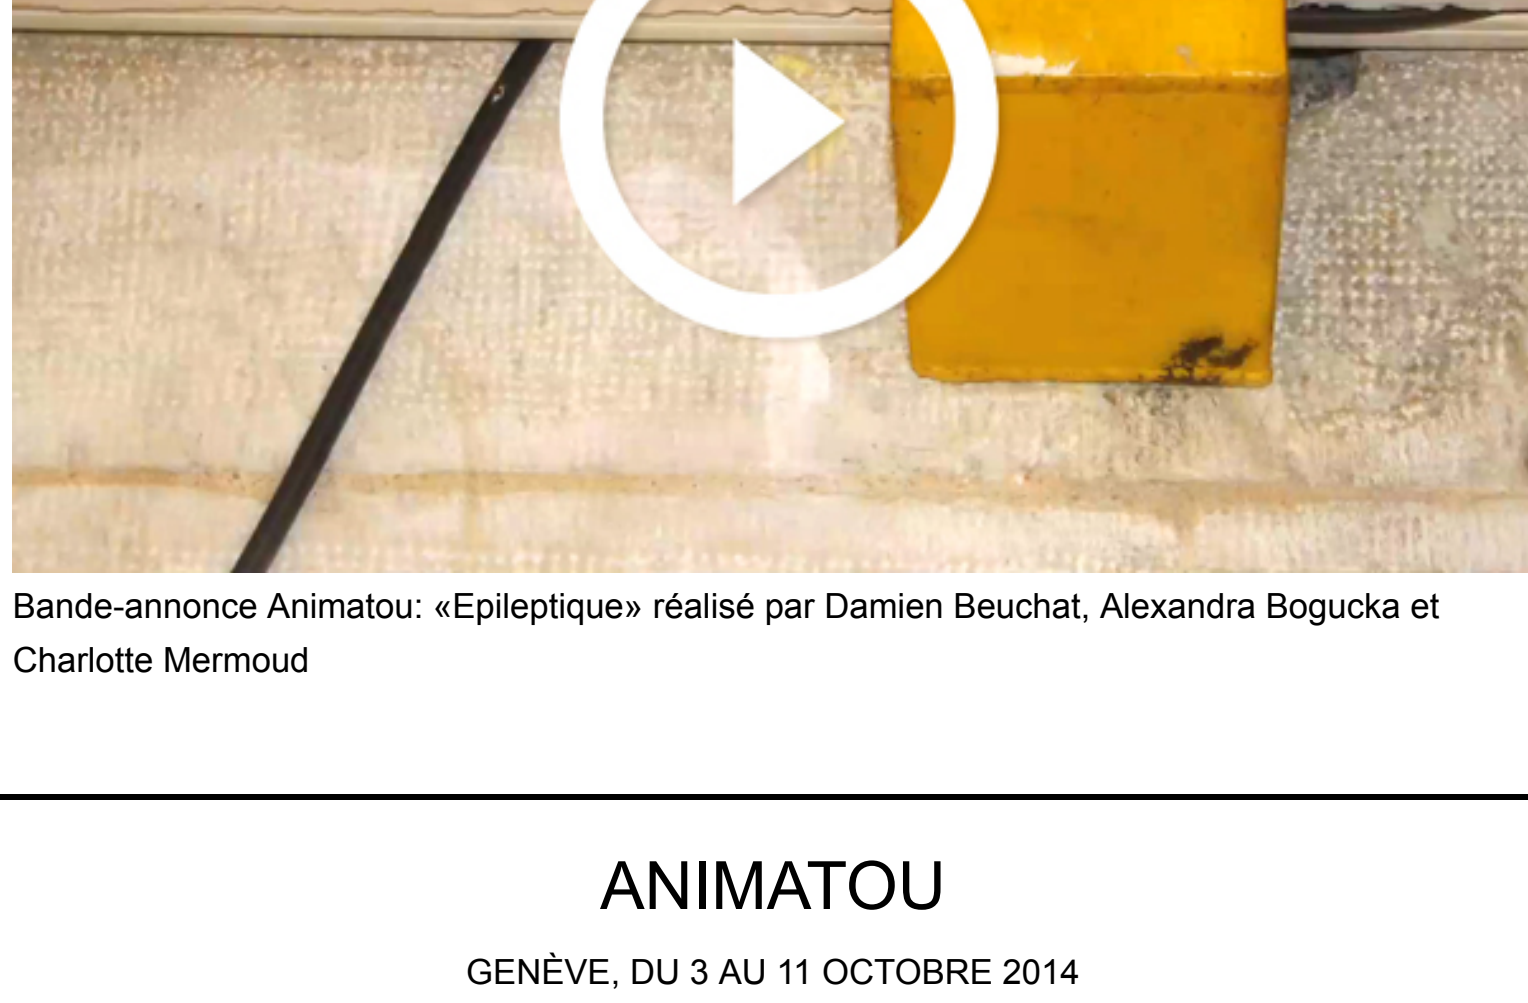 Bande-annonce Animatou: «Epileptique» réalisé par Damien Beuchat, Alexandra Bogucka et
Charlotte Mermoud
ANIMATOU
GENÈVE, DU 3 AU 11 OCTOBRE 2014